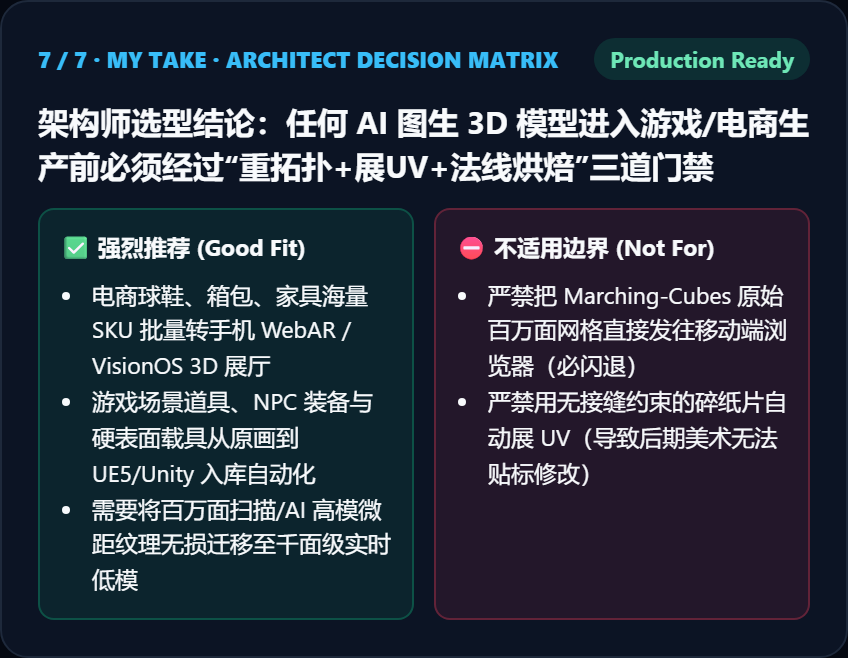 7 / 7 · MY TAKE · ARCHITECT DECISION MATRIX
Production Ready
架构师选型结论：任何 AI 图生 3D 模型进入游戏/电商生
产前必须经过“重拓扑+展UV+法线烘焙”三道门禁
✅ 强烈推荐 (Good Fit)
• 电商球鞋、箱包、家具海量
SKU 批量转手机 WebAR /
VisionOS 3D 展厅
• 游戏场景道具、NPC 装备与
硬表面载具从原画到
UE5/Unity 入库自动化
• 需要将百万面扫描/AI 高模微
距纹理无损迁移至千面级实时
低模
⛔ 不适用边界 (Not For)
• 严禁把 Marching-Cubes 原始
百万面网格直接发往移动端浏
览器（必闪退）
• 严禁用无接缝约束的碎纸片自
动展 UV（导致后期美术无法
贴标修改）